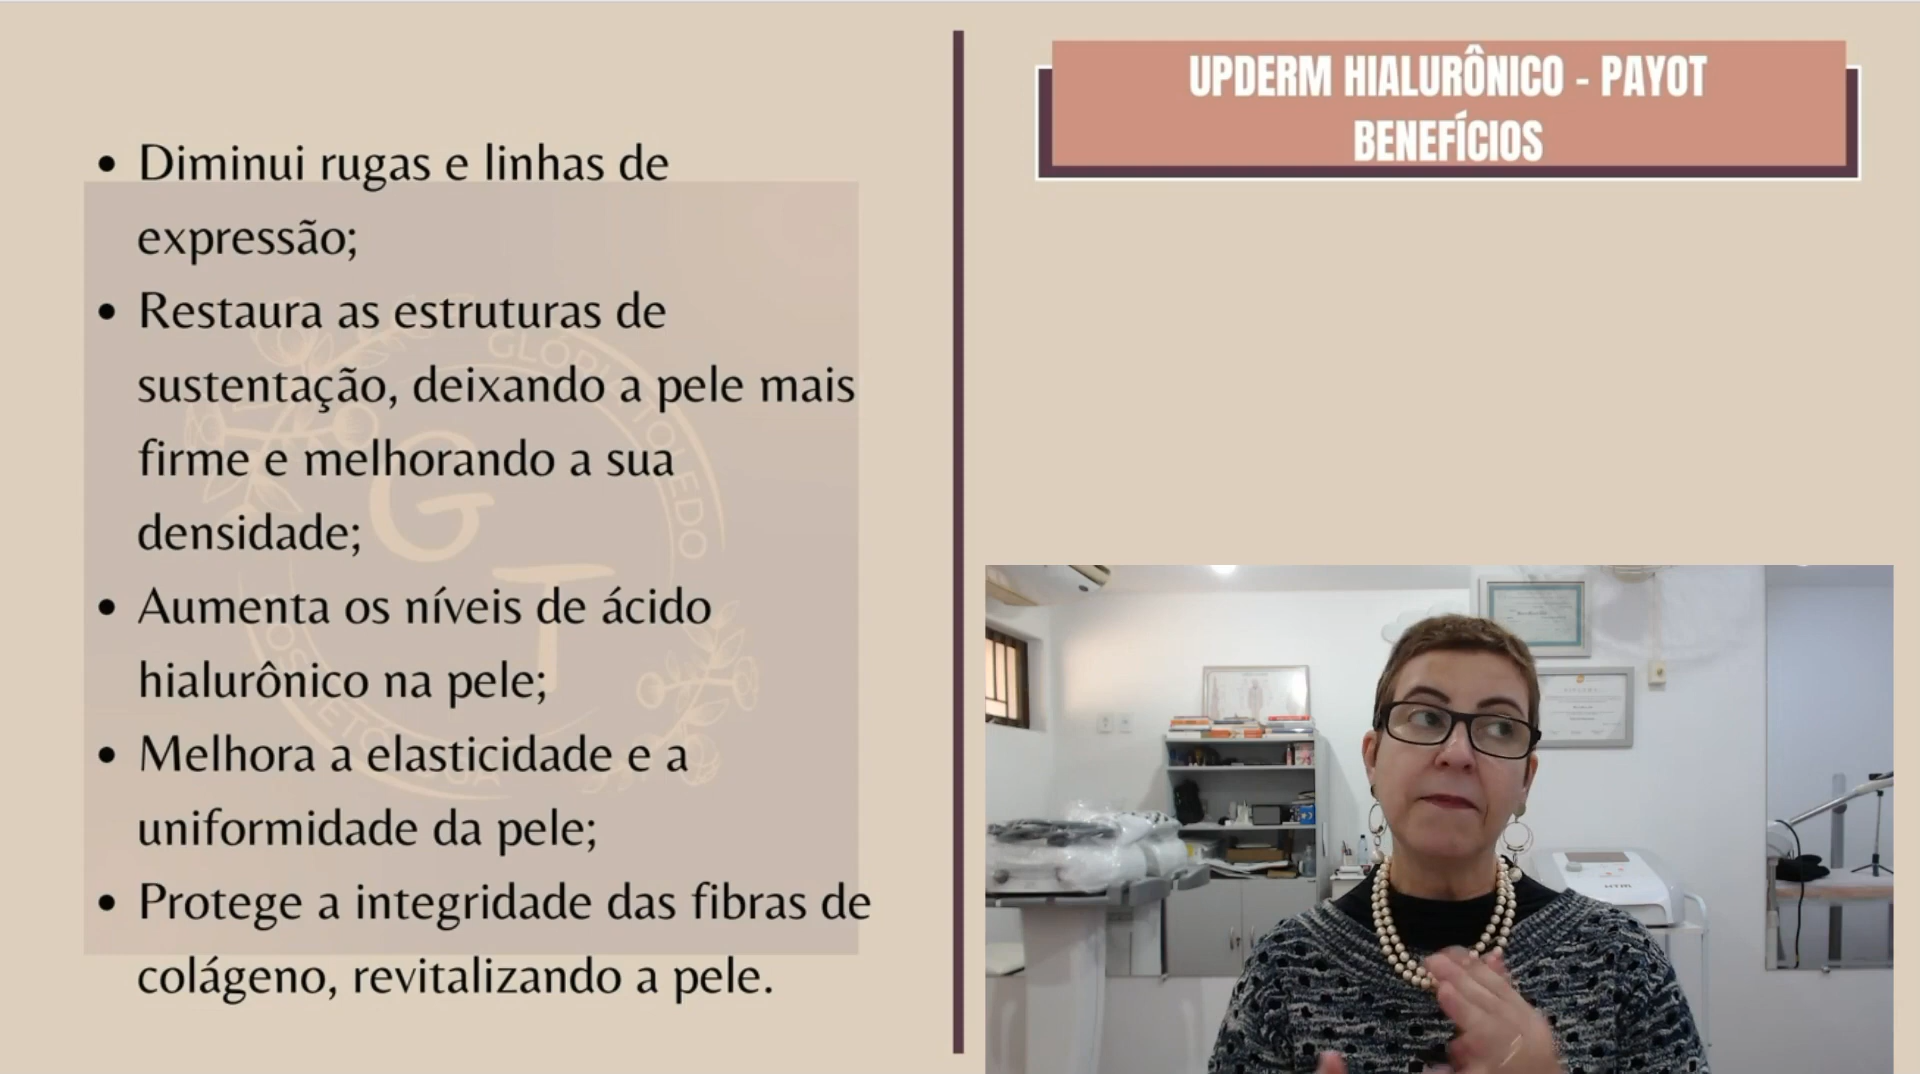 UPDERM HIALURÔNICO - PAYOT
BENEFÍCIOS
• Diminui rugas e linhas de
expressão;
• Restaura as estruturas de
sustentação, deixando a pele mais
firme e melhorando a sua
densidade;
• Aumenta os níveis de ácido
hialurônico na pele;
• Melhora a elasticidade e a
uniformidade da pele;
• Protege a integridade das fibras de
colágeno, revitalizando a pele.
GT
TOLEDO